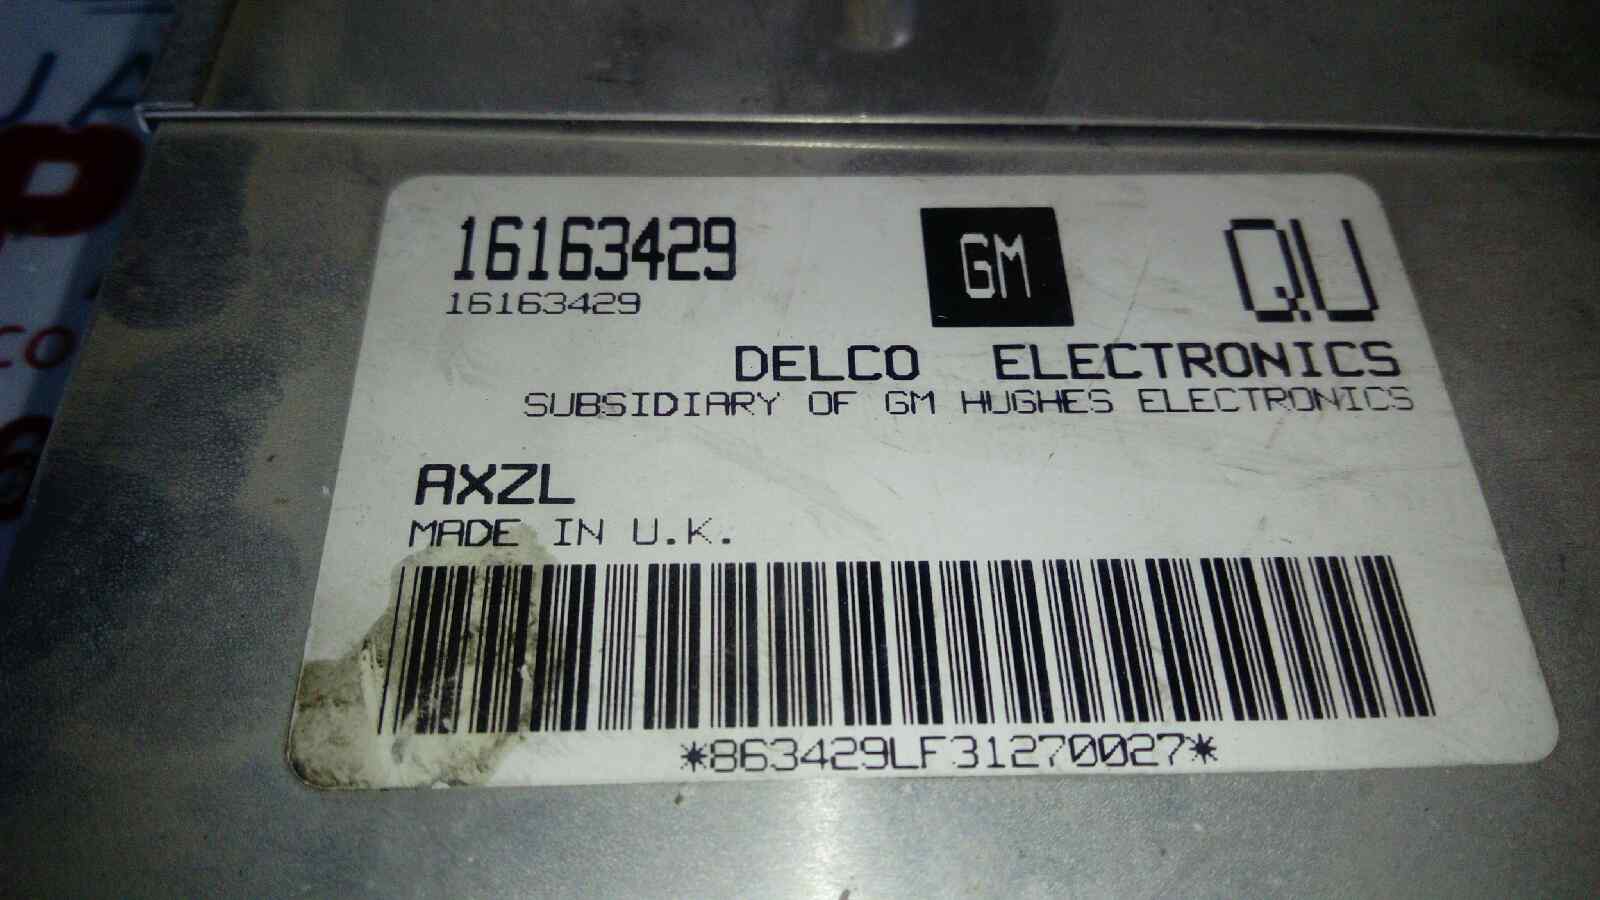 16163429
16163429
GM
QU
DELCO ELECTRONICS
SUBSIDIARY OF GM HUGHES ELECTRONICS
AXZL
MADE IN U.K.
*863429LF31270027*